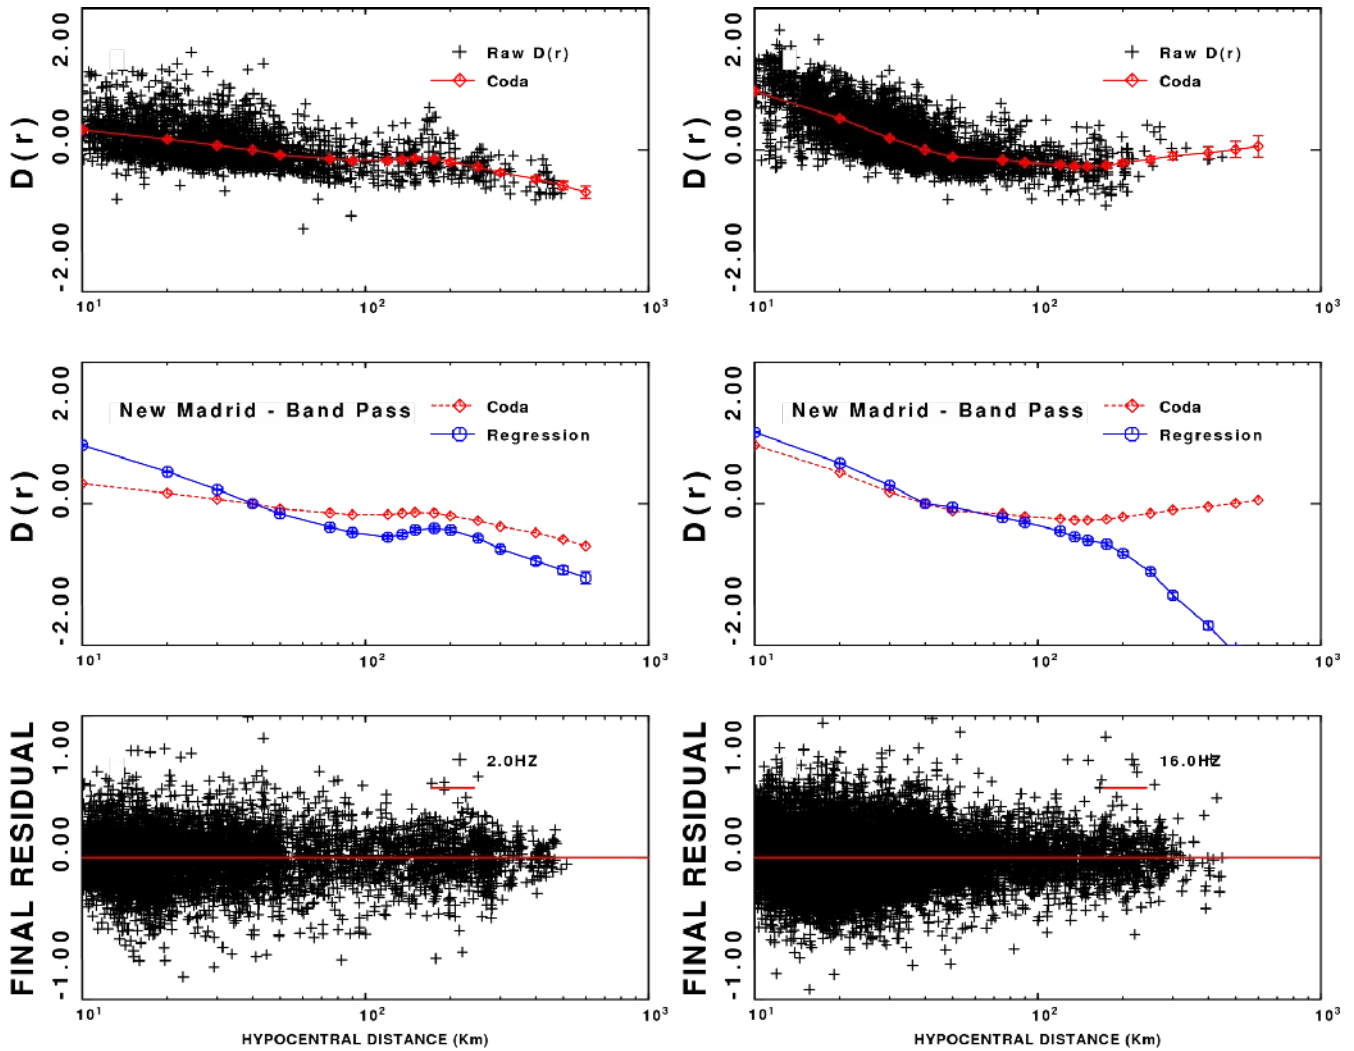 2.00
0.00
-2.00
D(r)
Raw D(r)
Coda
10¹
10²
10³
2.00
0.00
-2.00
D(r)
Raw D(r)
Coda
10¹
10²
10³
2.00
0.00
-2.00
D(r)
New Madrid - Band Pass
Coda
Regression
10¹
10²
10³
2.00
0.00
-2.00
D(r)
New Madrid - Band Pass
Coda
Regression
10¹
10²
10³
1.00
0.00
-1.00
FINAL RESIDUAL
2.0HZ
10¹
10²
10³
HYPOCENTRAL DISTANCE (Km)
1.00
0.00
-1.00
FINAL RESIDUAL
16.0HZ
10¹
10²
10³
HYPOCENTRAL DISTANCE (Km)